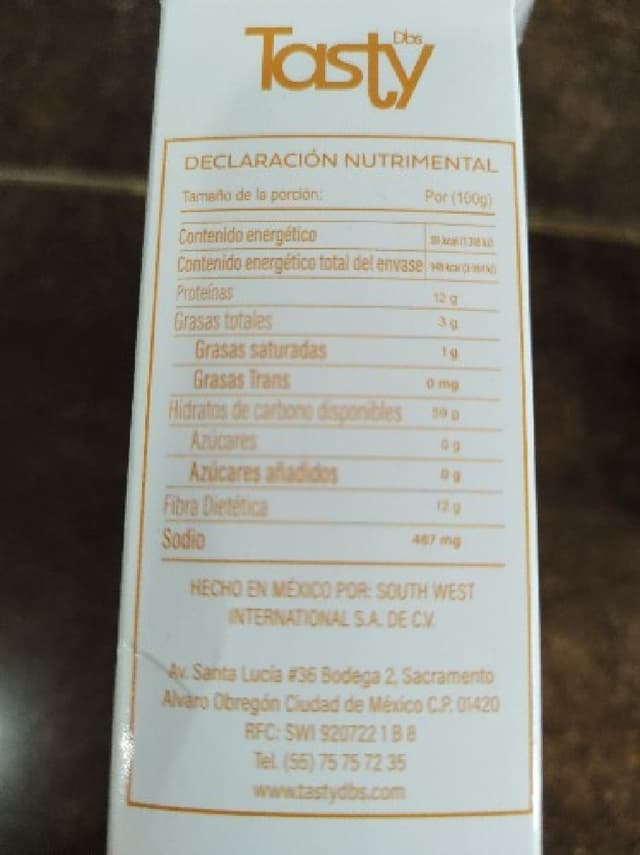 Tasty Dbs
DECLARACIÓN NUTRIMENTAL
Tamaño de la porción: Por (100g)
Contenido energético kcal
Contenido energético total del envase kcal
Proteínas 12 g
Grasas totales 3 g
Grasas saturadas 1 g
Grasas Trans 0 mg
Hidratos de carbono disponibles 59 g
Azúcares 0 g
Azúcares añadidos 0 g
Fibra Dietética 12 g
Sodio 467 mg
HECHO EN MÉXICO POR: SOUTH WEST
INTERNATIONAL S.A. DE C.V.
Av. Santa Lucía #36 Bodega 2, Sacramento
Alvaro Obregón Ciudad de México C.P. 01420
RFC: SWI 920722 1 B 8
Tel. (55) 75 75 72 35
www.tastydbs.com